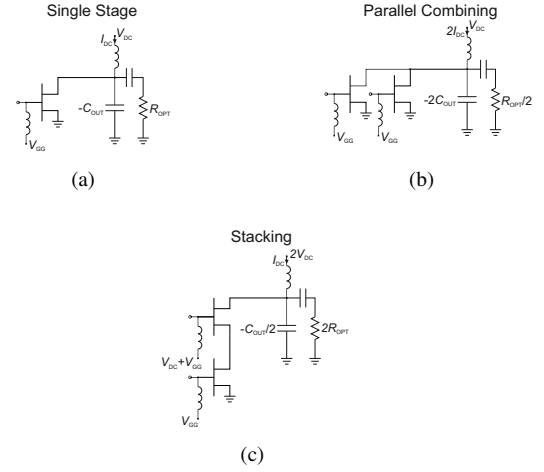 Single Stage
I_DC V_DC
-C_OUT R_OPT
V_GG
(a)
Parallel Combining
2I_DC V_DC
-2C_OUT R_OPT/2
V_GG V_GG
(b)
Stacking
I_DC 2V_DC
-C_OUT/2 2R_OPT
V_DC+V_GG
V_GG
(c)